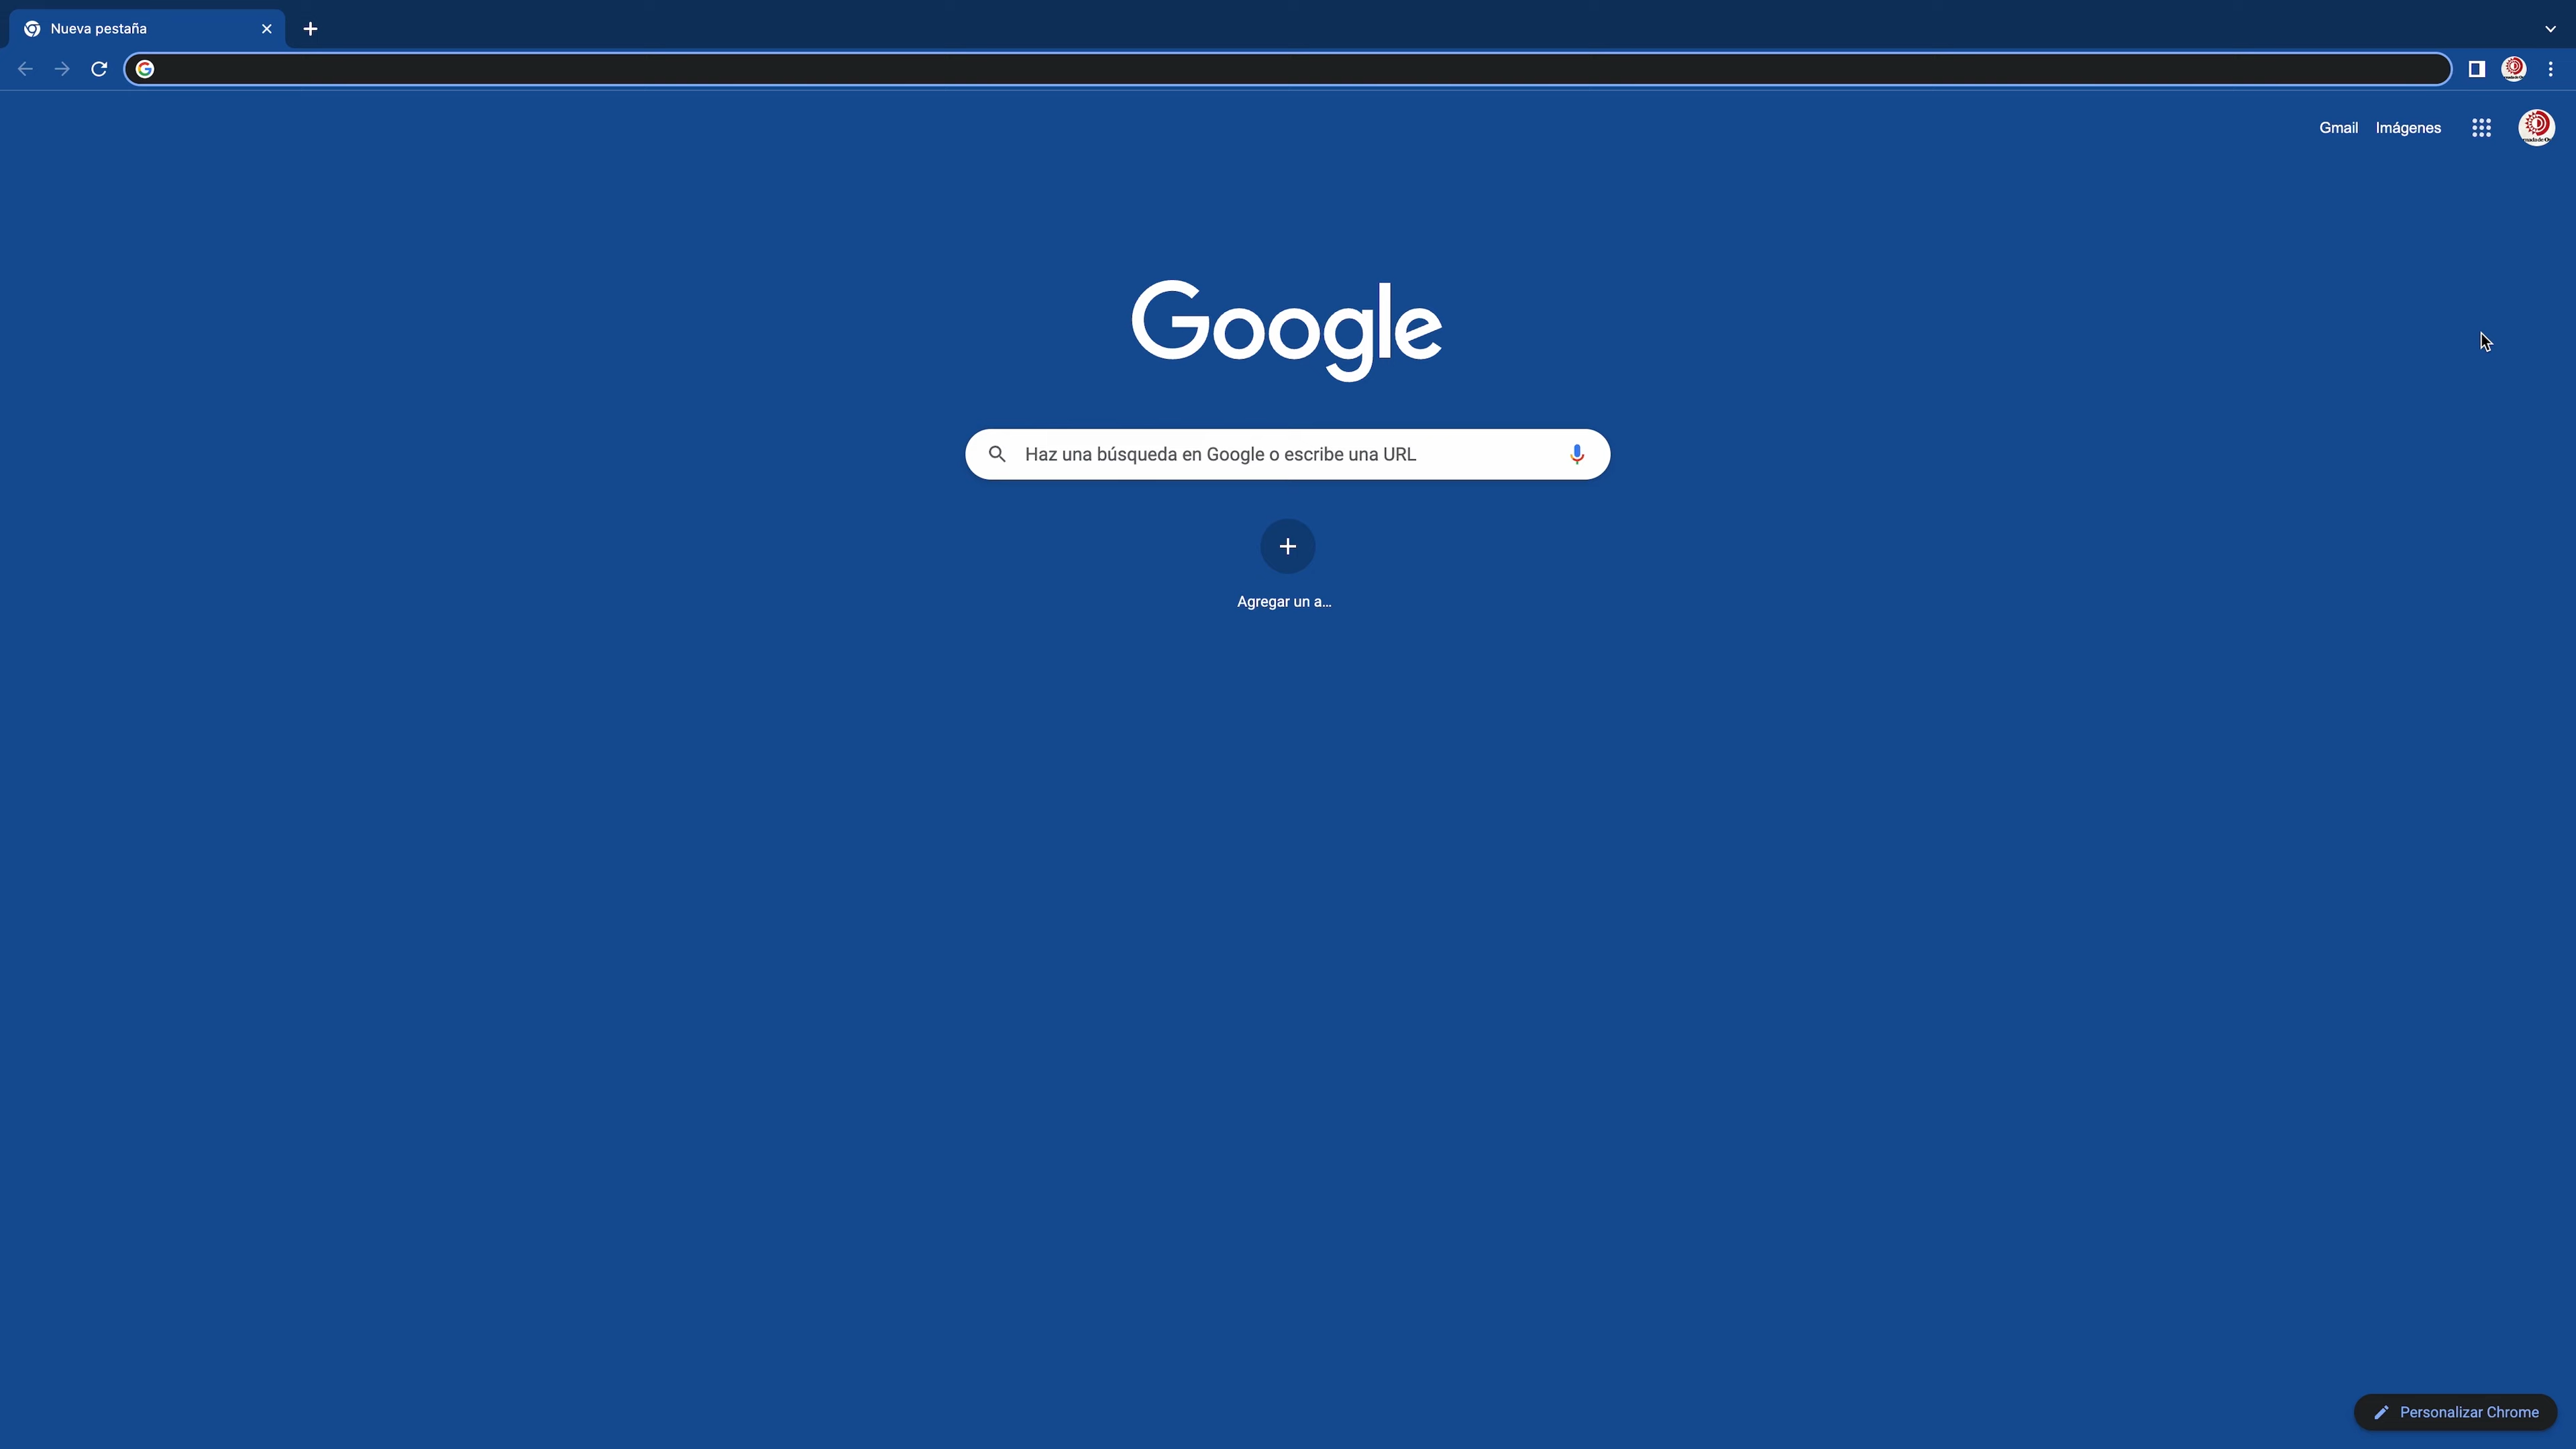 Nueva pestaña
Gmail Imágenes
Google
Haz una búsqueda en Google o escribe una URL
Agregar un a...
Personalizar Chrome